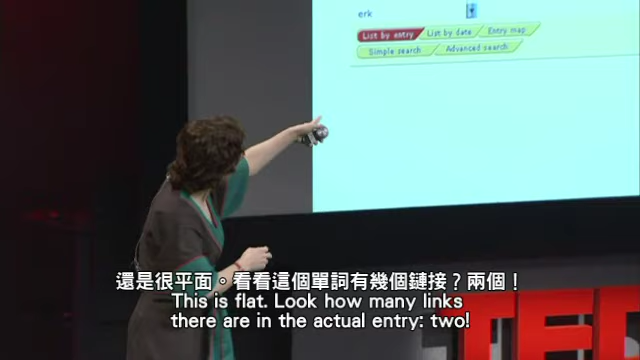 erk
List by entry
List by date
Entry map
Simple search
Advanced search
還是很平面。看看這個單詞有幾個鏈接？兩個！
This is flat. Look how many links
there are in the actual entry: two!
TED